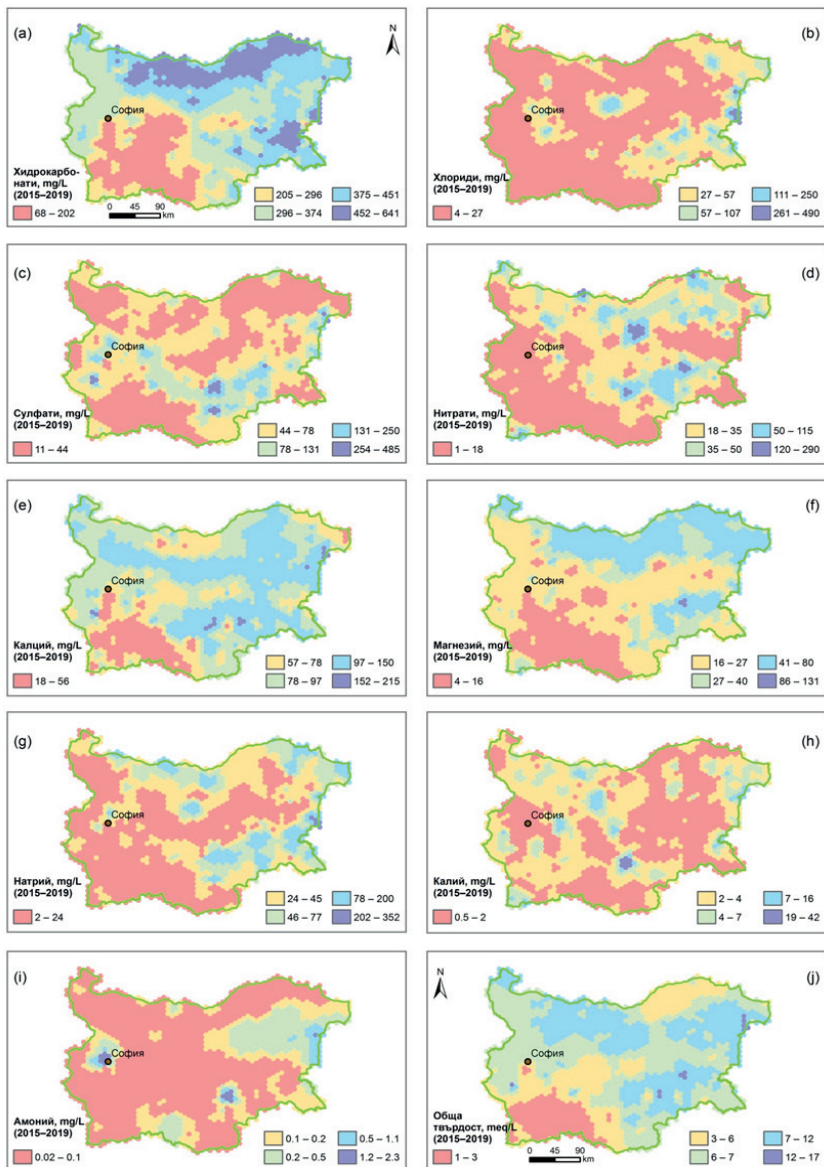 (a)
N
София
Хидрокарбо-
нати, mg/L
(2015–2019)
68 – 202
205 – 296
296 – 374
375 – 451
452 – 641
0 45 90
km
(b)
София
Хлориди, mg/L
(2015–2019)
4 – 27
27 – 57
57 – 107
111 – 250
261 – 490
(c)
София
Сулфати, mg/L
(2015–2019)
11 – 44
44 – 78
78 – 131
131 – 250
254 – 485
(d)
София
Нитрати, mg/L
(2015–2019)
1 – 18
18 – 35
35 – 50
50 – 115
120 – 290
(e)
София
Калций, mg/L
(2015–2019)
18 – 56
57 – 78
78 – 97
97 – 150
152 – 215
(f)
София
Магнезий, mg/L
(2015–2019)
4 – 16
16 – 27
27 – 40
41 – 80
86 – 131
(g)
София
Натрий, mg/L
(2015–2019)
2 – 24
24 – 45
46 – 77
78 – 200
202 – 352
(h)
София
Калий, mg/L
(2015–2019)
0.5 – 2
2 – 4
4 – 7
7 – 16
19 – 42
(i)
София
Амоний, mg/L
(2015–2019)
0.02 – 0.1
0.1 – 0.2
0.2 – 0.5
0.5 – 1.1
1.2 – 2.3
N
(j)
София
Обща
твърдост, meq/L
(2015–2019)
1 – 3
3 – 6
6 – 7
7 – 12
12 – 17
0 45 90
km